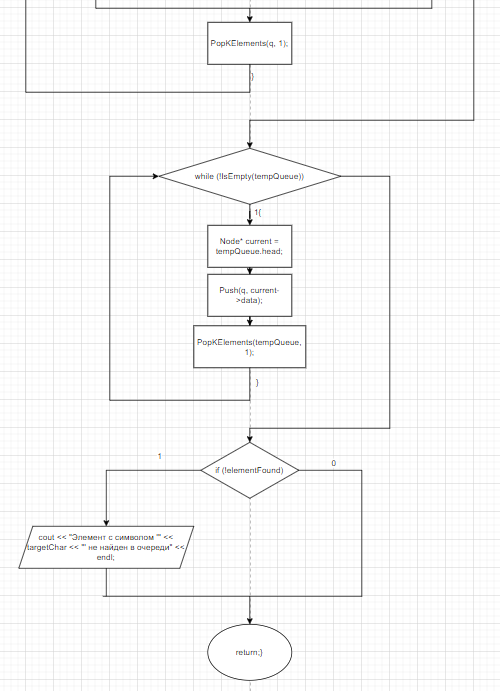 PopKElements(q, 1);
}
while (!IsEmpty(tempQueue))
1{
Node* current =
tempQueue.head;
Push(q, current-
>data);
PopKElements(tempQueue,
1);
}
if (!elementFound)
1
0
cout << "Элемент с символом '" <<
targetChar << "' не найден в очереди" <<
endl;
return;}